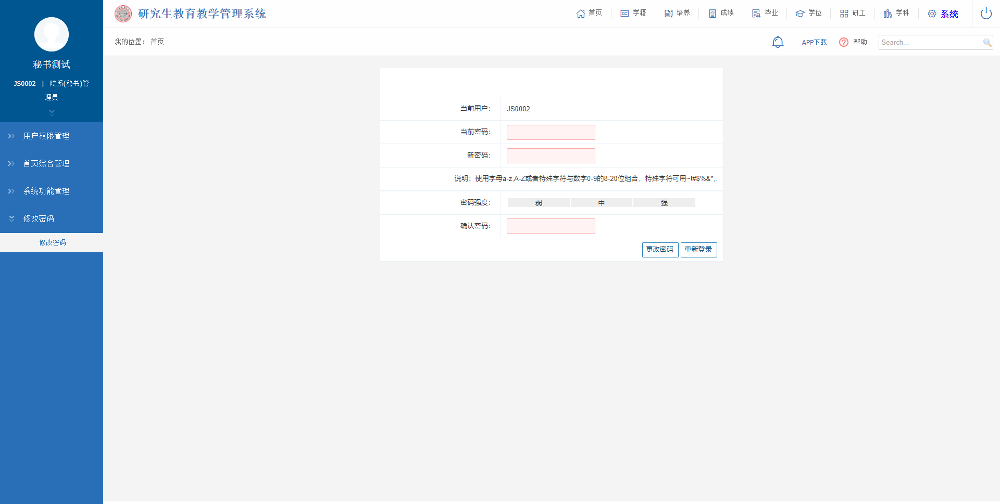 研究生教育教学管理系统
首页
学籍
培养
成绩
毕业
学位
研工
学科
系统
秘书测试
JS0002 | 院系(秘书)管
理员
用户权限管理
首页综合管理
系统功能管理
修改密码
修改密码
我的位置： 首页
APP下载
帮助
Search...
当前用户： JS0002
当前密码：
新密码：
说明：使用字母a-z,A-Z或者特殊字符与数字0-9的8-20位组合，特殊字符可用~!#$%&*,.
密码强度： 弱 中 强
确认密码：
更改密码 重新登录